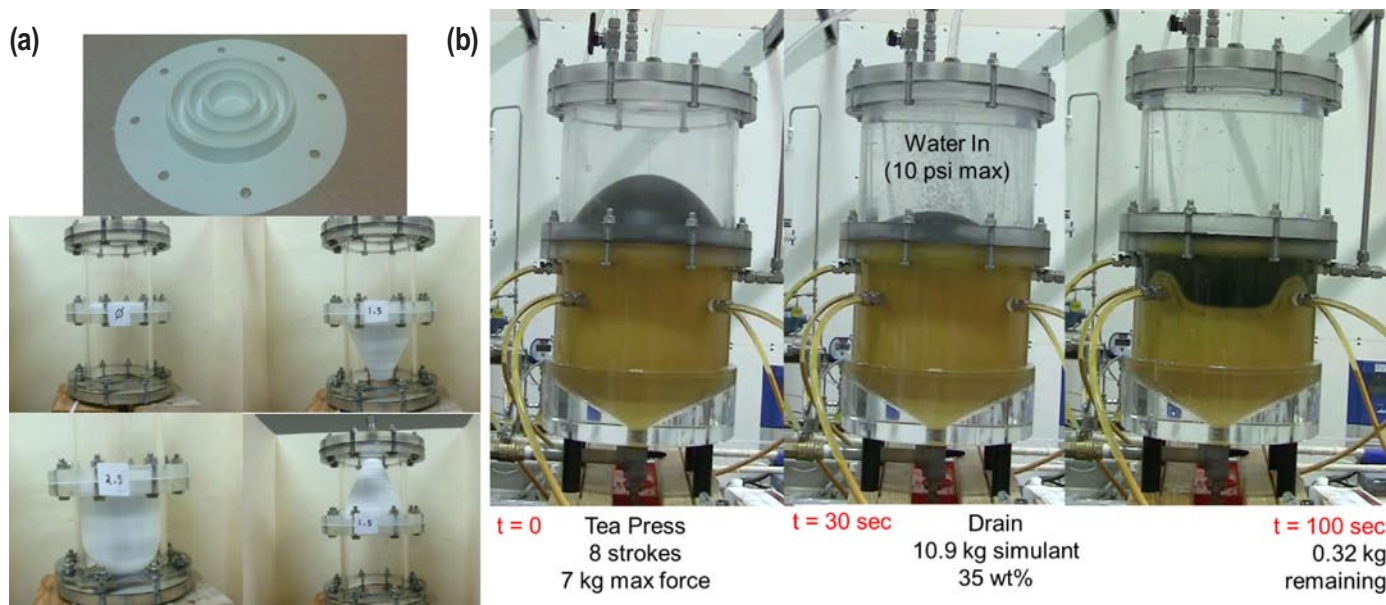 (a)
(b)
Ø
1.5
2.5
1.5
Water In
(10 psi max)
t = 0
Tea Press
8 strokes
7 kg max force
t = 30 sec
Drain
10.9 kg simulant
35 wt%
t = 100 sec
0.32 kg
remaining